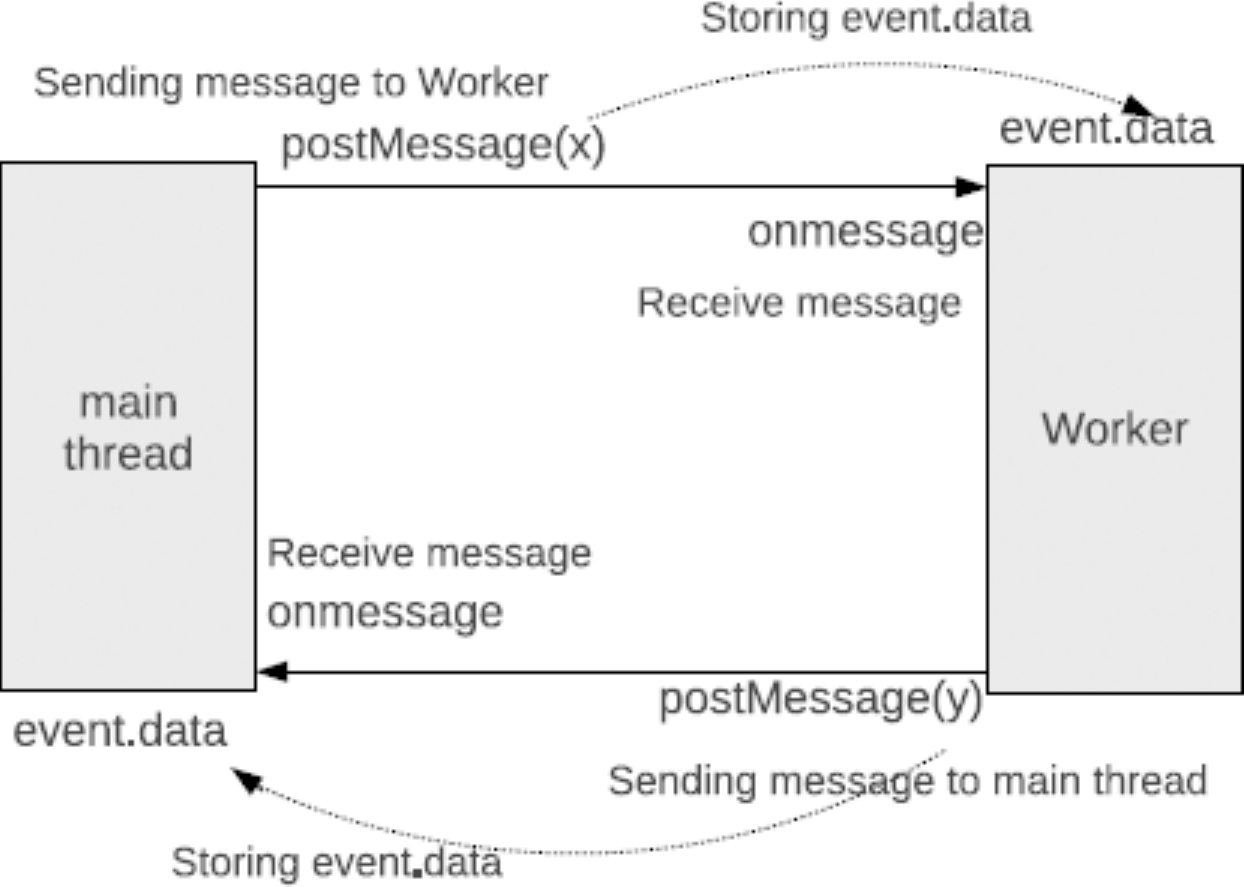 Storing event.data
Sending message to Worker
postMessage(x)
event.data
onmessage
Receive message
main
thread
Worker
Receive message
onmessage
postMessage(y)
event.data
Sending message to main thread
Storing event.data